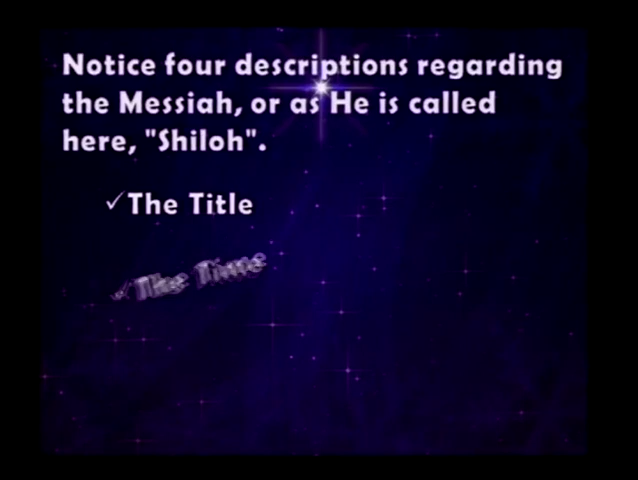 Notice four descriptions regarding
the Messiah, or as He is called
here, "Shiloh".
✓The Title
✓The Time